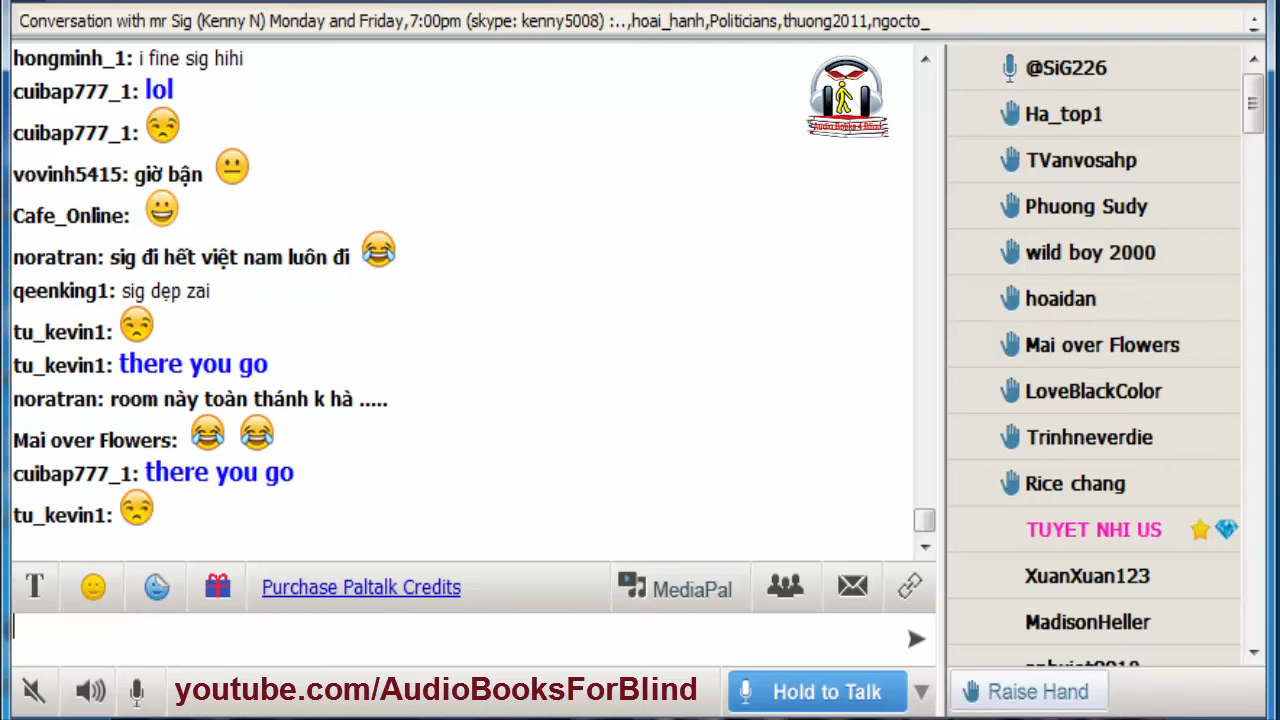 Conversation with mr Sig (Kenny N) Monday and Friday,7:00pm (skype: kenny5008) :..,hoai_hanh,Politicians,thuong2011,ngocto_
hongminh_1: i fine sig hihi
cuibap777_1: lol
cuibap777_1:
vovinh5415: giờ bận
Cafe_Online:
noratran: sig đi hết việt nam luôn đi
qeenking1: sig dẹp zai
tu_kevin1:
tu_kevin1: there you go
noratran: room này toàn thánh k hà .....
Mai over Flowers:
cuibap777_1: there you go
tu_kevin1:
Audio Books 4 Blind
@SiG226
Ha_top1
TVanvosahp
Phuong Sudy
wild boy 2000
hoaidan
Mai over Flowers
LoveBlackColor
Trinhneverdie
Rice chang
TUYET NHI US
XuanXuan123
MadisonHeller
T
Purchase Paltalk Credits
MediaPal
youtube.com/AudioBooksForBlind
Hold to Talk
Raise Hand